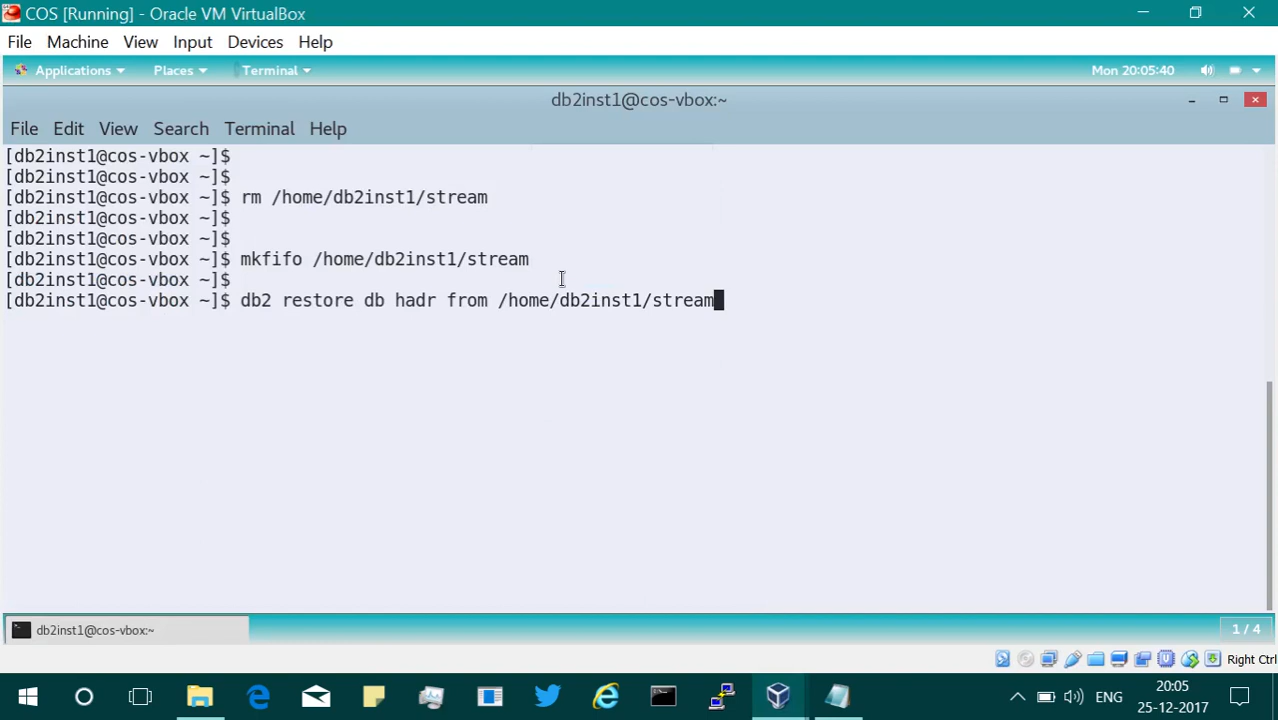 COS [Running] - Oracle VM VirtualBox
File Machine View Input Devices Help
Applications Places Terminal Mon 20:05:40
db2inst1@cos-vbox:~
File Edit View Search Terminal Help
[db2inst1@cos-vbox ~]$
[db2inst1@cos-vbox ~]$
[db2inst1@cos-vbox ~]$ rm /home/db2inst1/stream
[db2inst1@cos-vbox ~]$
[db2inst1@cos-vbox ~]$
[db2inst1@cos-vbox ~]$ mkfifo /home/db2inst1/stream
[db2inst1@cos-vbox ~]$
[db2inst1@cos-vbox ~]$ db2 restore db hadr from /home/db2inst1/stream
db2inst1@cos-vbox:~ 1 / 4
Right Ctrl
ENG 20:05
25-12-2017